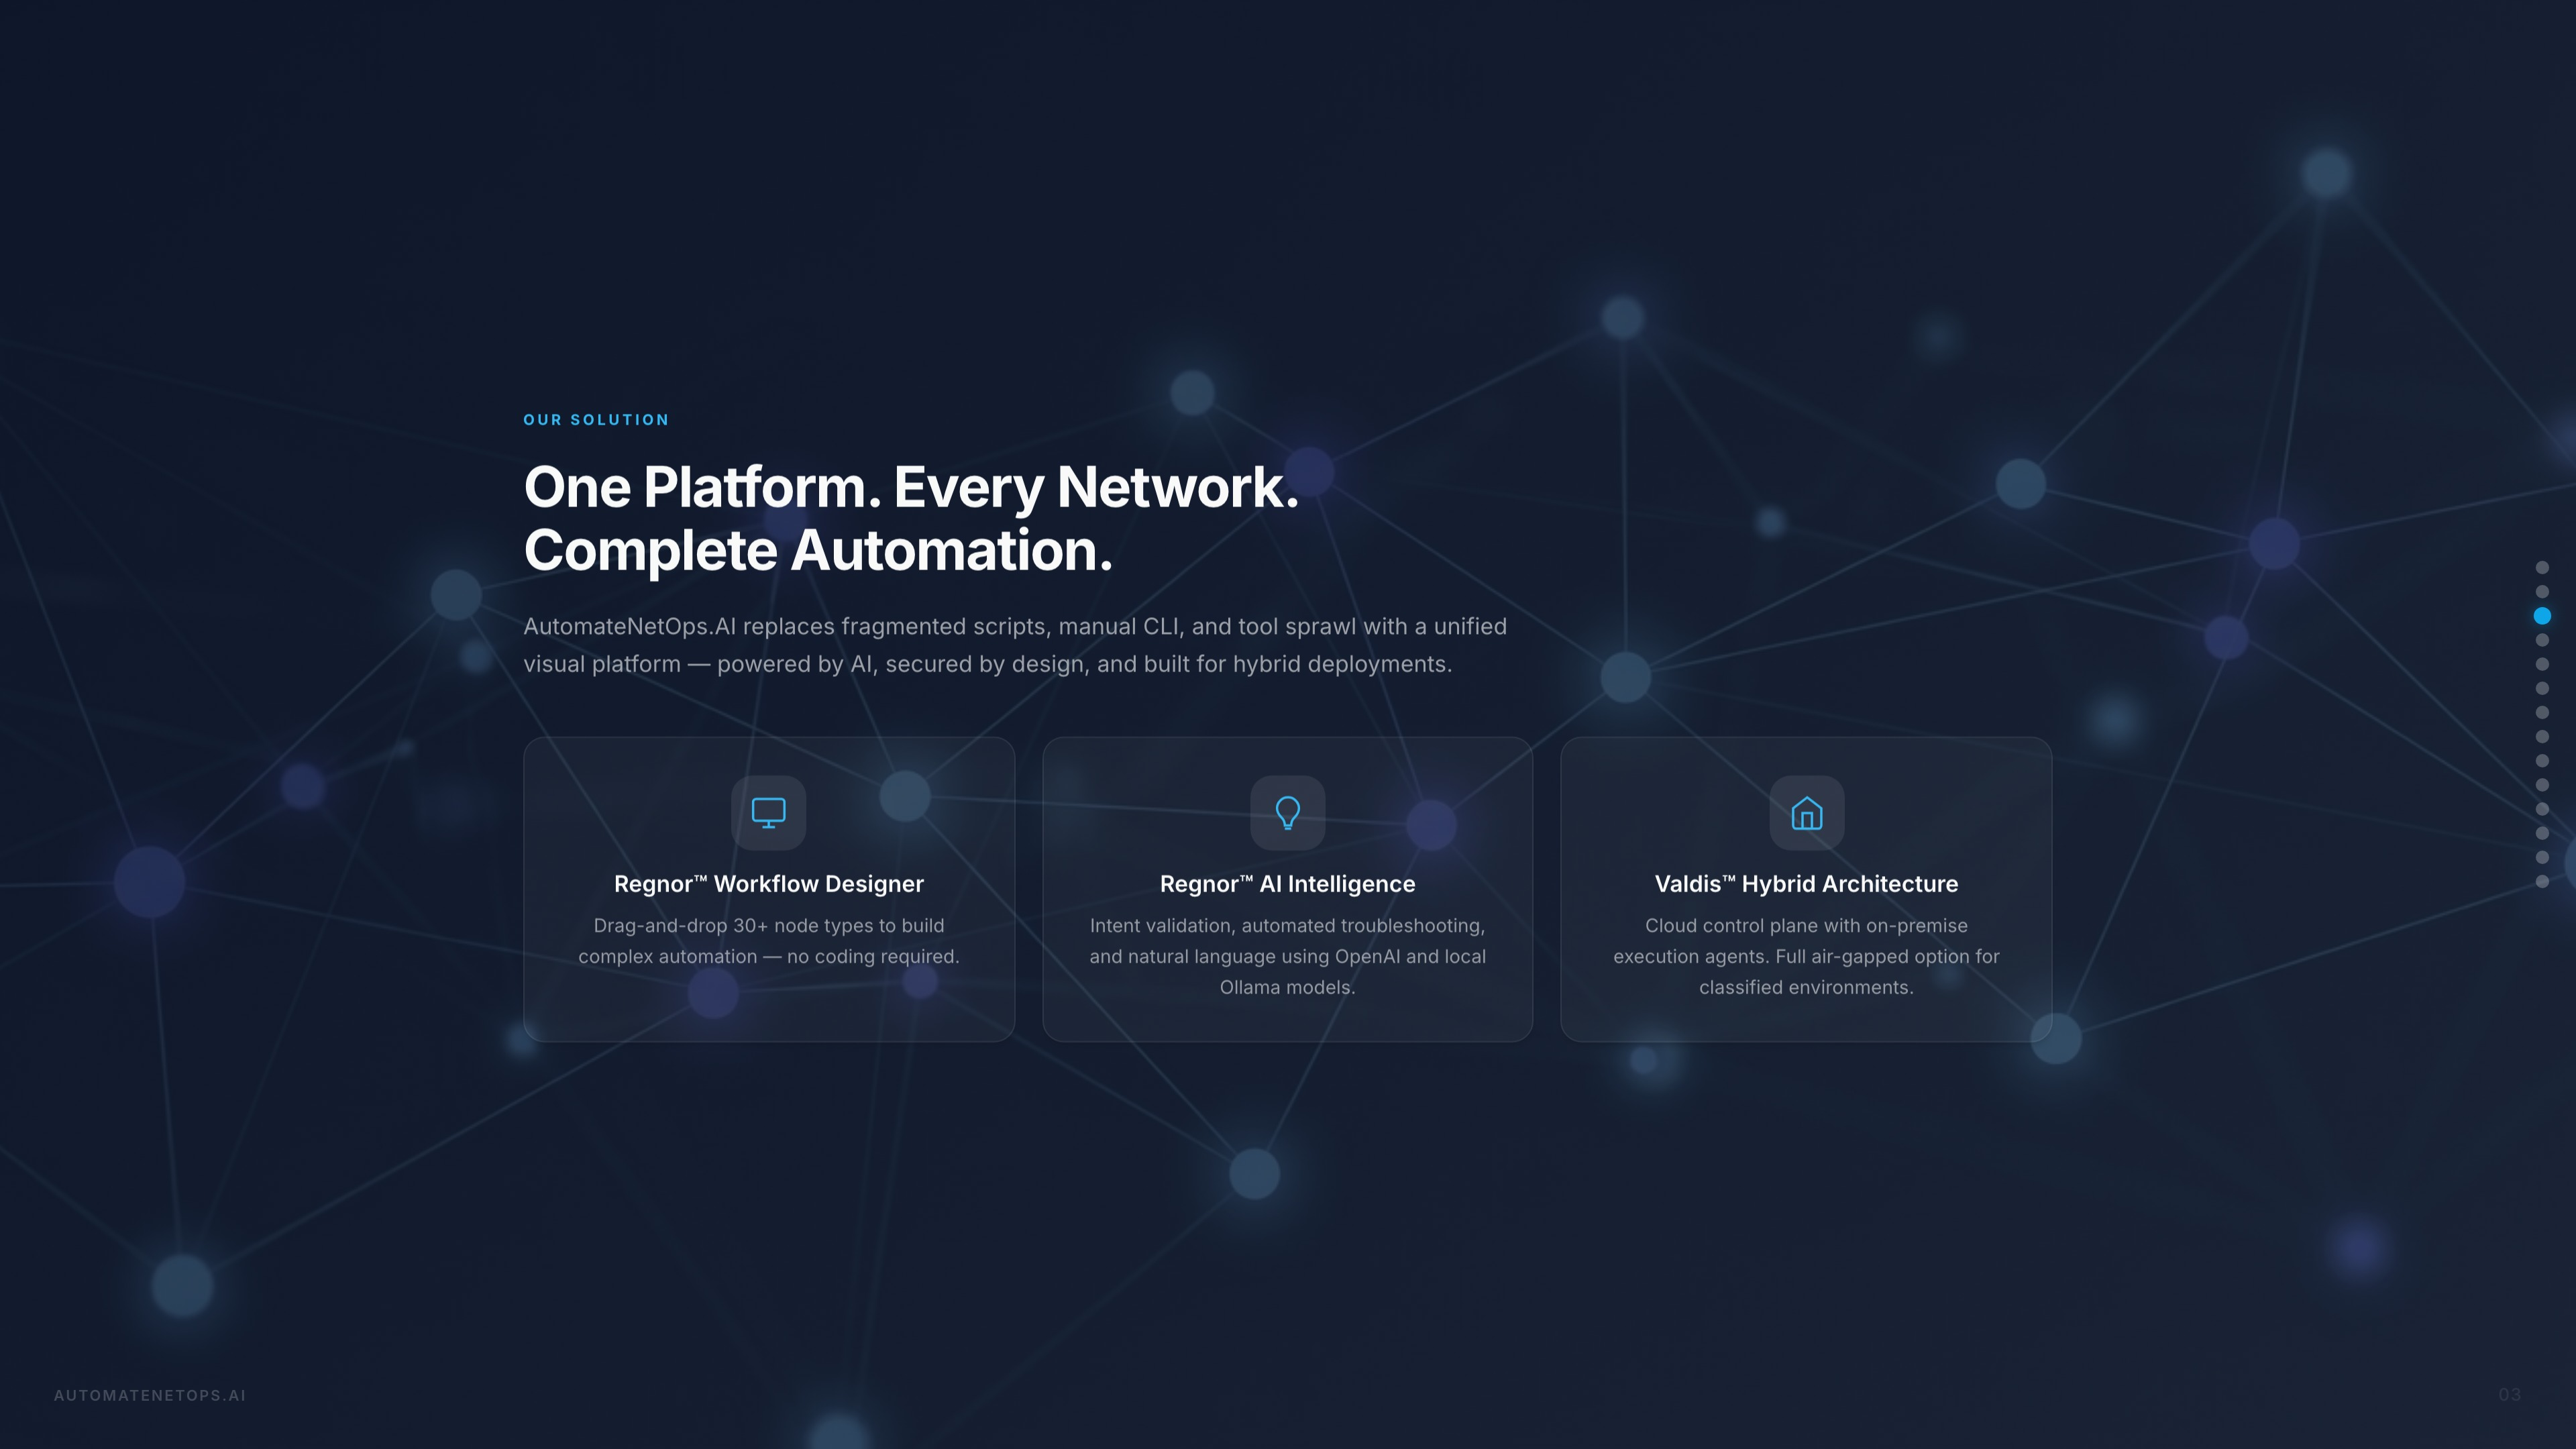 OUR SOLUTION
One Platform. Every Network.
Complete Automation.
AutomateNetOps.AI replaces fragmented scripts, manual CLI, and tool sprawl with a unified
visual platform — powered by AI, secured by design, and built for hybrid deployments.
Regnor™ Workflow Designer
Drag-and-drop 30+ node types to build
complex automation — no coding required.
Regnor™ AI Intelligence
Intent validation, automated troubleshooting,
and natural language using OpenAI and local
Ollama models.
Valdis™ Hybrid Architecture
Cloud control plane with on-premise
execution agents. Full air-gapped option for
classified environments.
AUTOMATENETOPS.AI
03